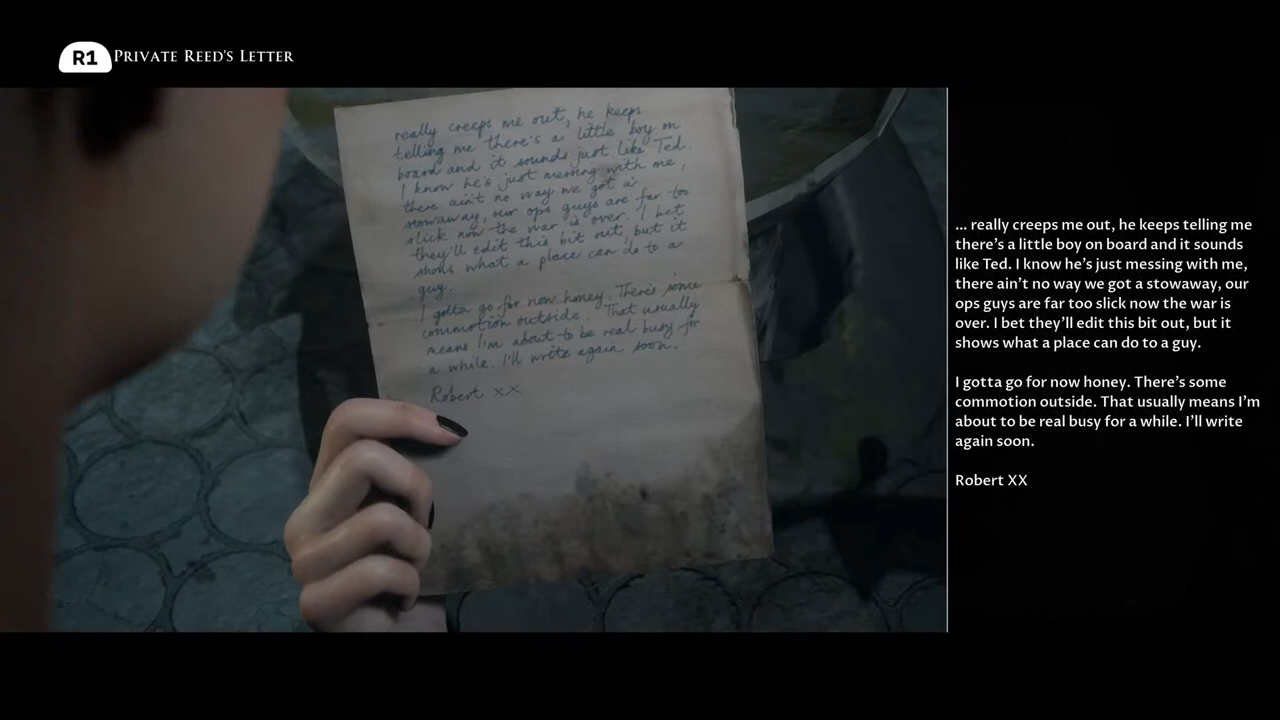 R1 PRIVATE REED'S LETTER
really creeps me out, he keeps
telling me there's a little boy on
board and it sounds just like Ted.
I know he's just messing with me,
there ain't no way we got a
stowaway, our ops guys are far too
slick now the war is over. I bet
they'll edit this bit out, but it
shows what a place can do to a
guy.
I gotta go for now honey. There's some
commotion outside. That usually
means I'm about to be real busy for
a while. I'll write again soon.
Robert XX
... really creeps me out, he keeps telling me
there's a little boy on board and it sounds
like Ted. I know he's just messing with me,
there ain't no way we got a stowaway, our
ops guys are far too slick now the war is
over. I bet they'll edit this bit out, but it
shows what a place can do to a guy.
I gotta go for now honey. There's some
commotion outside. That usually means I'm
about to be real busy for a while. I'll write
again soon.
Robert XX